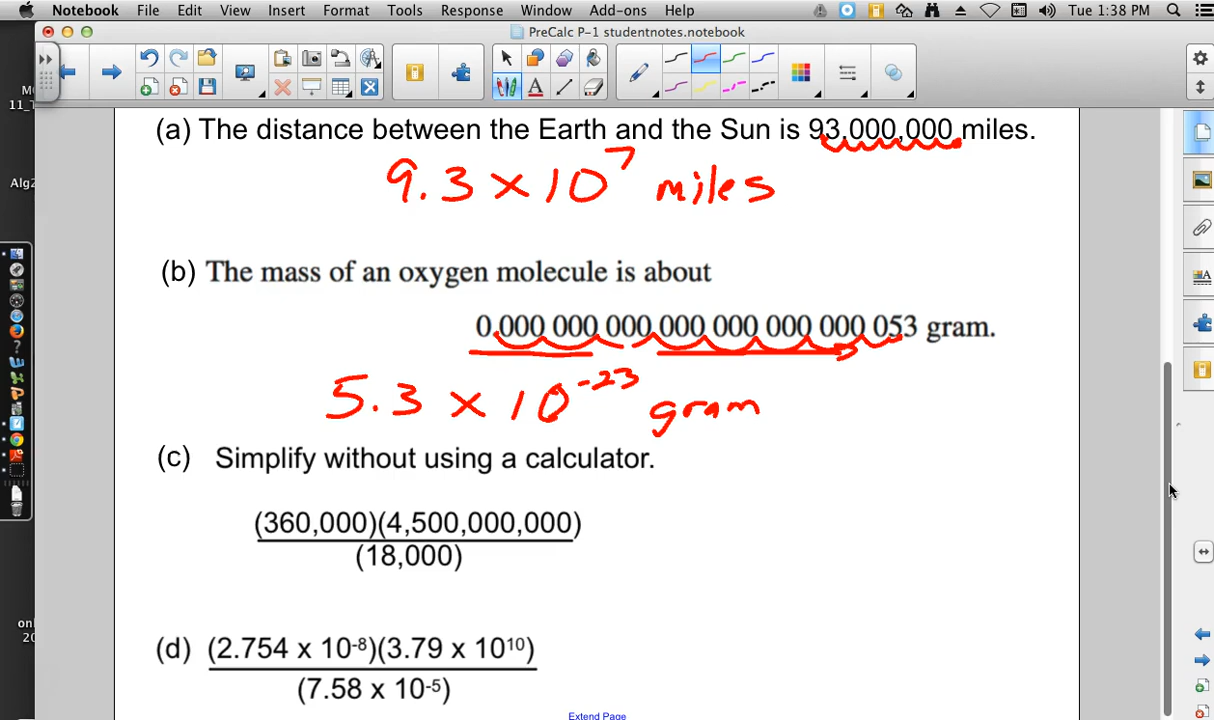 Notebook File Edit View Insert Format Tools Response Window Add-ons Help Tue 1:38 PM
PreCalc P-1 studentnotes.notebook
11_T
Alg2
(a) The distance between the Earth and the Sun is 93,000,000 miles.
9.3 × 10⁷ miles
(b) The mass of an oxygen molecule is about
0.000 000 000 000 000 000 000 053 gram.
5.3 × 10⁻²³ gram
(c) Simplify without using a calculator.
(360,000)(4,500,000,000)
(18,000)
(d) (2.754 x 10⁻⁸)(3.79 x 10¹⁰)
(7.58 x 10⁻⁵)
onl
20
Extend Page